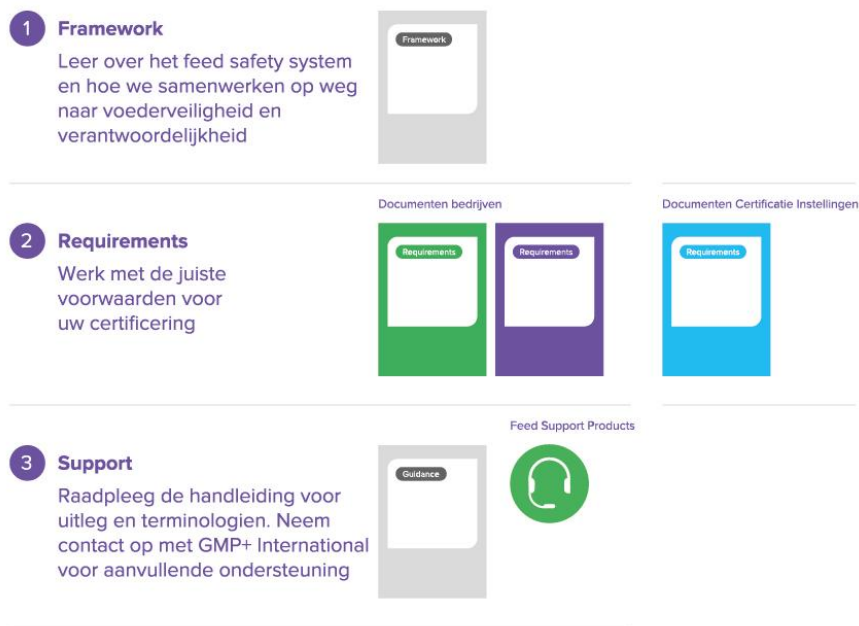 1 Framework
Leer over het feed safety system
en hoe we samenwerken op weg
naar voederveiligheid en
verantwoordelijkheid
Framework
Documenten bedrijven
Documenten Certificatie Instellingen
2 Requirements
Werk met de juiste
voorwaarden voor
uw certificering
Requirements
Requirements
Requirements
Feed Support Products
3 Support
Raadpleeg de handleiding voor
uitleg en terminologien. Neem
contact op met GMP+ International
voor aanvullende ondersteuning
Guidance